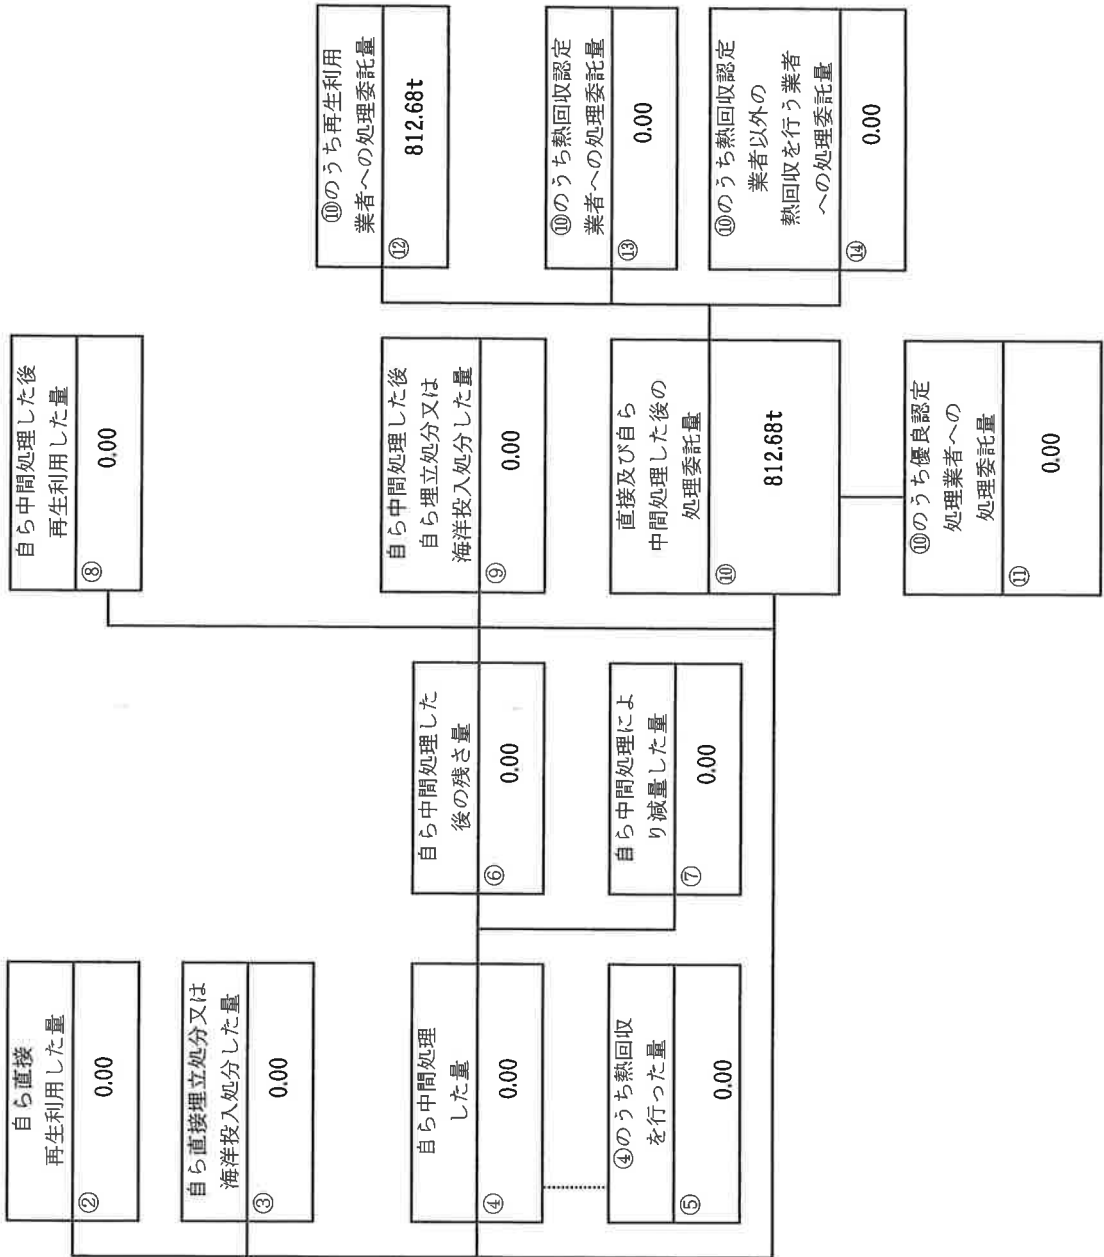 自ら直接
再生利用した量
②
0.00
自ら直接埋立処分又は
海洋投入処分した量
③
0.00
自ら中間処理
した量
④
0.00
④のうち熱回収
を行った量
⑤
0.00
自ら中間処理した
後の残さ量
⑥
0.00
自ら中間処理によ
り減量した量
⑦
0.00
自ら中間処理した後
再生利用した量
⑧
0.00
自ら中間処理した後
自ら埋立処分又は
海洋投入処分した量
⑨
0.00
直接及び自ら
中間処理した後の
処理委託量
⑩
812.68t
⑩のうち優良認定
処理業者への
処理委託量
⑪
0.00
⑩のうち再生利用
業者への処理委託量
⑫
812.68t
⑩のうち熱回収認定
業者への処理委託量
⑬
0.00
⑩のうち熱回収認定
業者以外の
熱回収を行う業者
への処理委託量
⑭
0.00